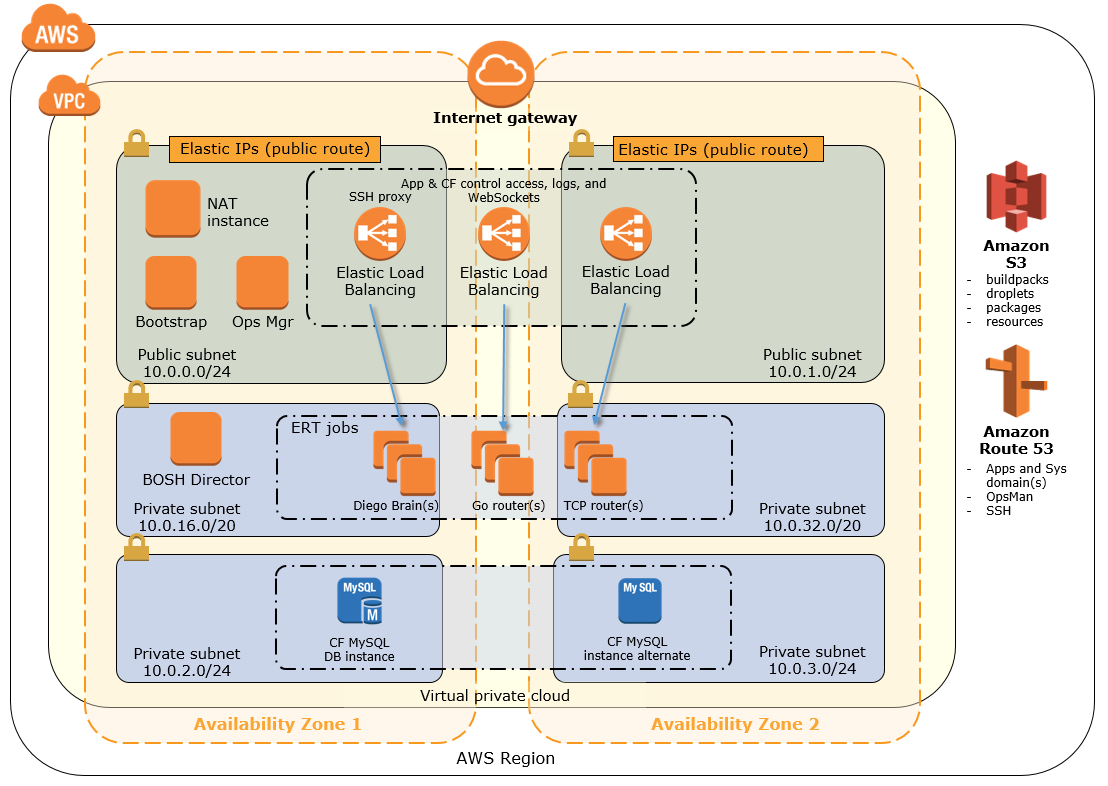 AWS
VPC
Internet gateway
Elastic IPs (public route)
Elastic IPs (public route)
App & CF control access, logs, and
WebSockets
SSH proxy
NAT
instance
Elastic Load
Balancing
Elastic Load
Balancing
Elastic Load
Balancing
Bootstrap
Ops Mgr
Public subnet
10.0.0.0/24
Public subnet
10.0.1.0/24
ERT jobs
BOSH Director
Diego Brain(s)
Go router(s)
TCP router(s)
Private subnet
10.0.16.0/20
Private subnet
10.0.32.0/20
MySQL
M
CF MySQL
DB instance
My SQL
CF MySQL
instance alternate
Private subnet
10.0.2.0/24
Private subnet
10.0.3.0/24
Virtual private cloud
Availability Zone 1
Availability Zone 2
AWS Region
Amazon
S3
- buildpacks
- droplets
- packages
- resources
Amazon
Route 53
- Apps and Sys
domain(s)
- OpsMan
- SSH